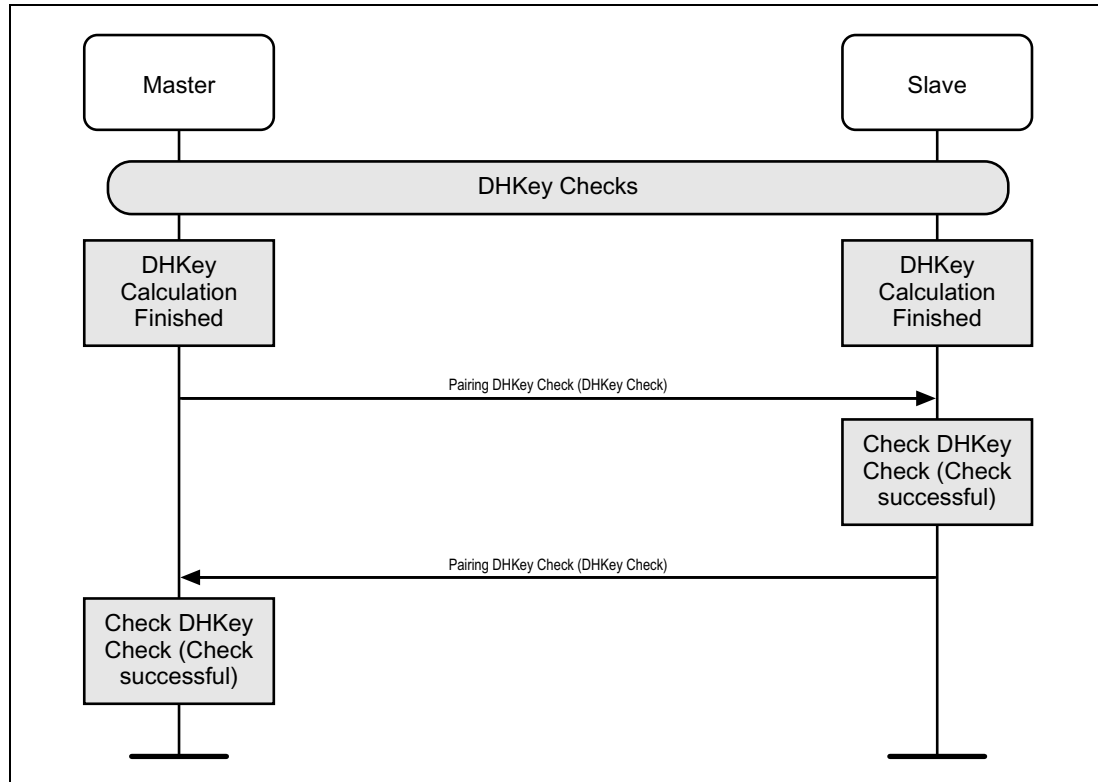 Master
Slave
DHKey Checks
DHKey
Calculation
Finished
DHKey
Calculation
Finished
Pairing DHKey Check (DHKey Check)
Check DHKey
Check (Check
successful)
Pairing DHKey Check (DHKey Check)
Check DHKey
Check (Check
successful)